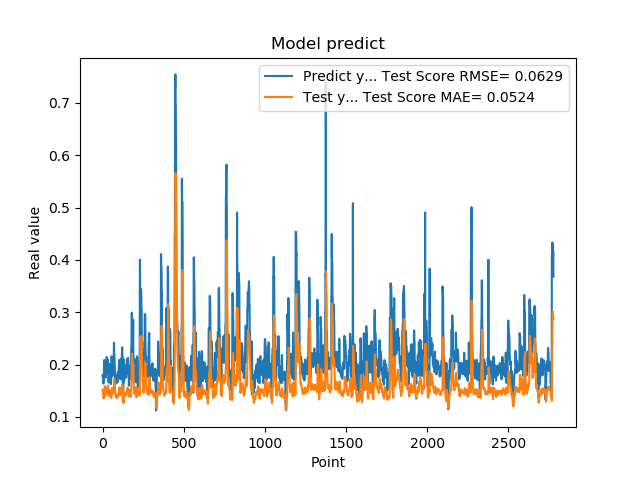 Model predict
Predict y... Test Score RMSE= 0.0629
Test y... Test Score MAE= 0.0524
Real value
0.7
0.6
0.5
0.4
0.3
0.2
0.1
0 500 1000 1500 2000 2500
Point